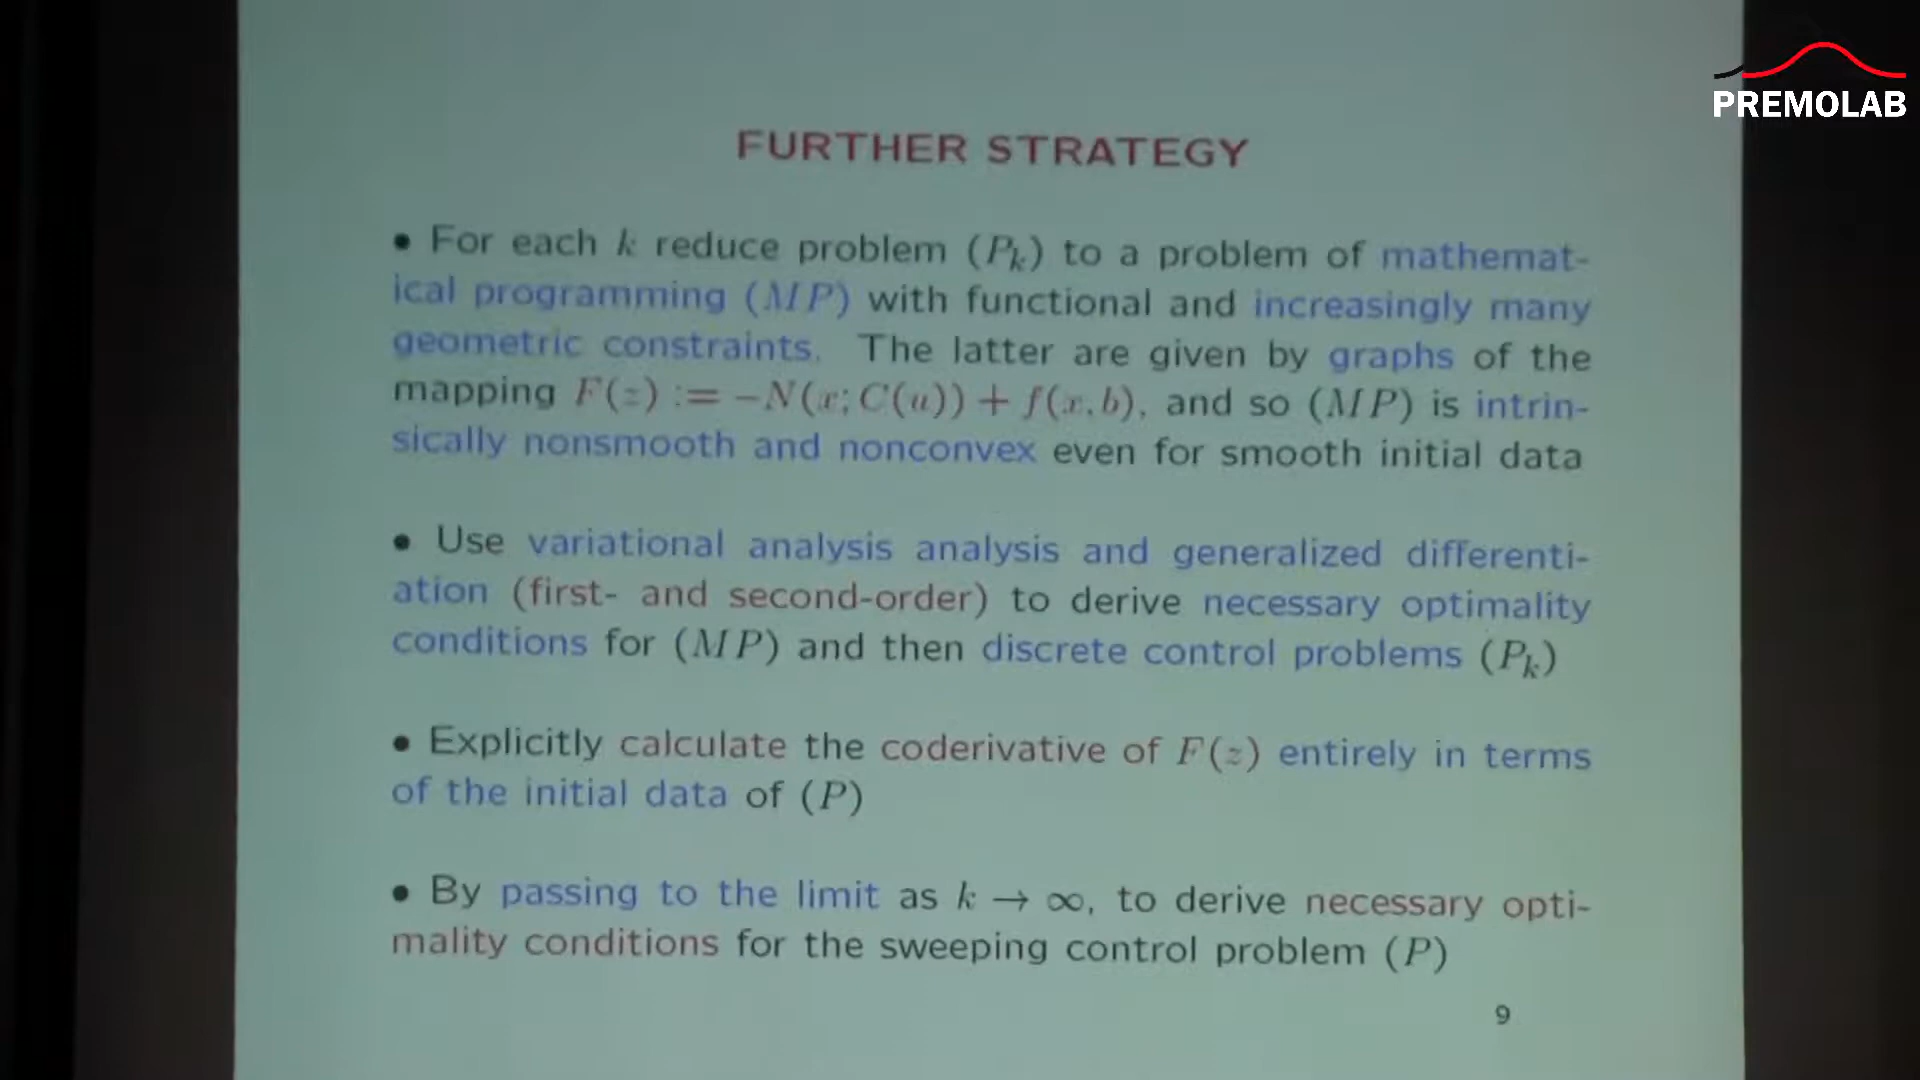 PREMOLAB
FURTHER STRATEGY
• For each k reduce problem (P_k) to a problem of mathemat-
ical programming (MP) with functional and increasingly many
geometric constraints. The latter are given by graphs of the
mapping F(z) := −N(x; C(u)) + f(x, b), and so (MP) is intrin-
sically nonsmooth and nonconvex even for smooth initial data
• Use variational analysis analysis and generalized differenti-
ation (first- and second-order) to derive necessary optimality
conditions for (MP) and then discrete control problems (P_k)
• Explicitly calculate the coderivative of F(z) entirely in terms
of the initial data of (P)
• By passing to the limit as k → ∞, to derive necessary opti-
mality conditions for the sweeping control problem (P)
9